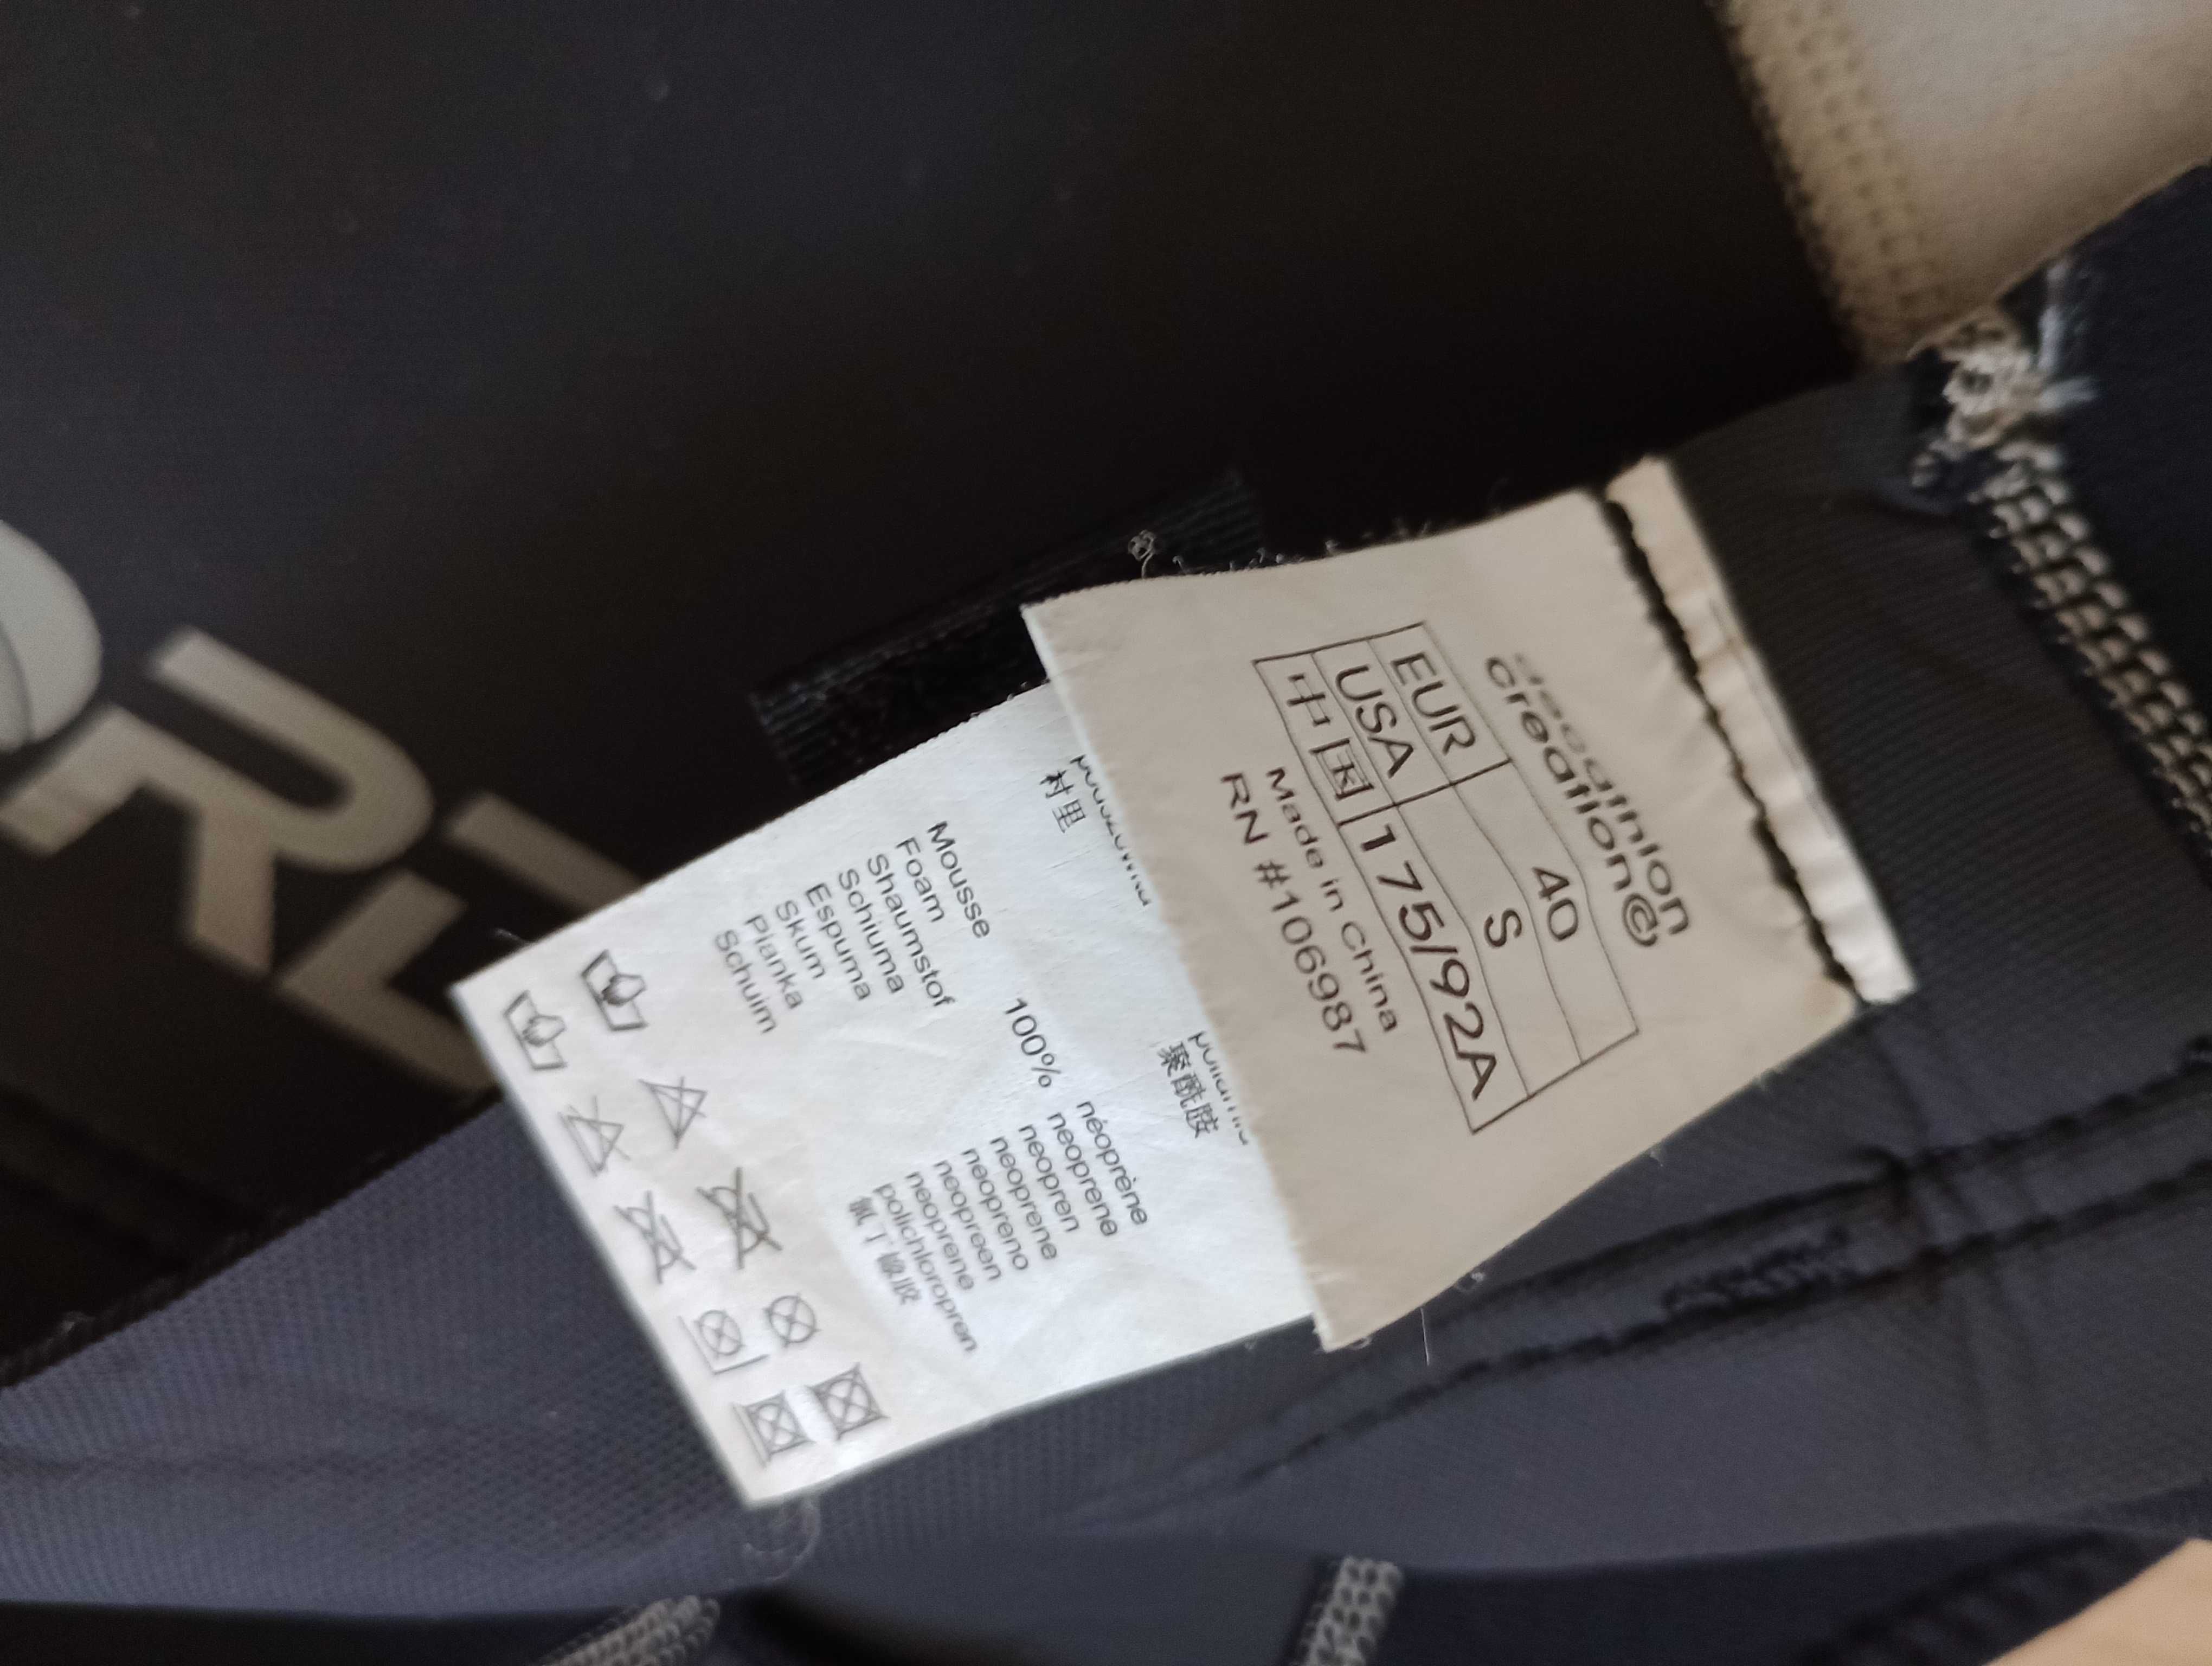 decathlon
creation@
EUR 40
USA S
中国 175/92A
Made in China
RN #106987
衬里 聚酰胺
Mousse 100% néoprène
Foam neoprene
Shaumstof neopren
Schiuma neoprene
Espuma neopreno
Skum neopreen
Pianka neoprene
Schuim polichloropren
氯丁橡胶